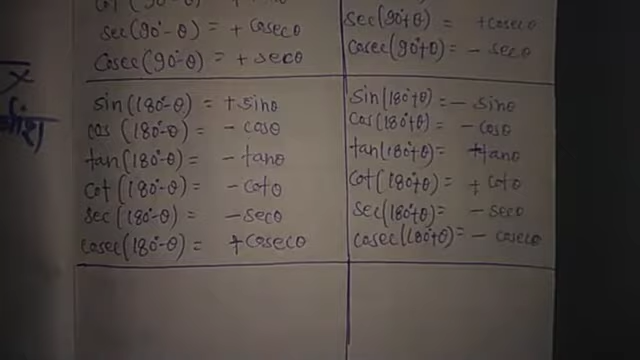 sec(90°-θ) = + cosecθ
cosec(90°-θ) = + secθ
sec(90°+θ) = + cosecθ
cosec(90°+θ) = - secθ
sin(180°-θ) = + sinθ
cos(180°-θ) = - cosθ
tan(180°-θ) = - tanθ
cot(180°-θ) = - cotθ
sec(180°-θ) = - secθ
cosec(180°-θ) = + cosecθ
sin(180°+θ) = - sinθ
cos(180°+θ) = - cosθ
tan(180°+θ) = + tanθ
cot(180°+θ) = + cotθ
sec(180°+θ) = - secθ
cosec(180°+θ) = - cosecθ